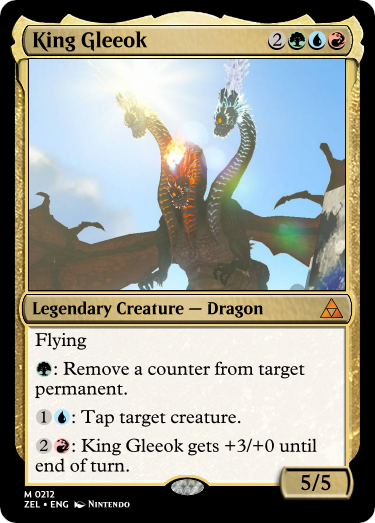 King Gleeok 2
Legendary Creature — Dragon
Flying
: Remove a counter from target
permanent.
1 : Tap target creature.
2 : King Gleeok gets +3/+0 until
end of turn.
5/5
M 0212
ZEL • ENG Nintendo